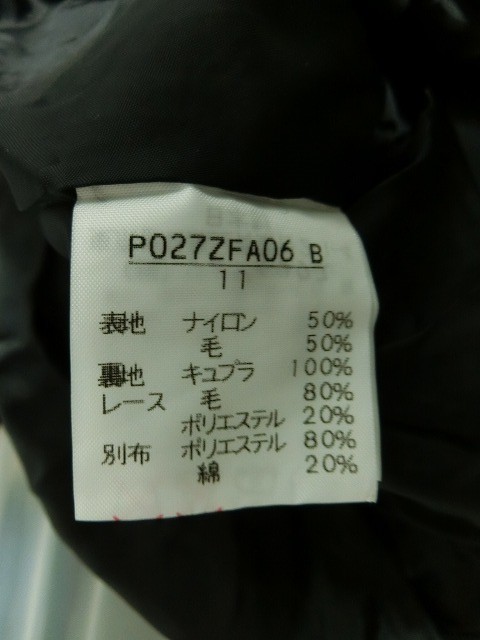 P027ZFA06 B
11
表地 ナイロン 50%
毛 50%
裏地 キュプラ 100%
レース 毛 80%
ポリエステル 20%
別布 ポリエステル 80%
綿 20%